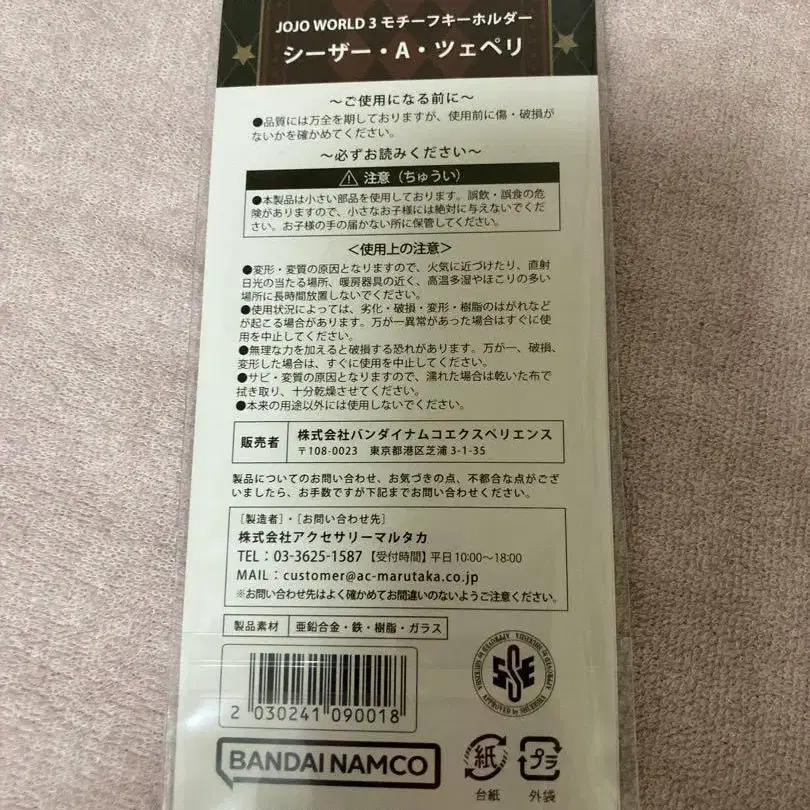 JOJO WORLD 3 モチーフキーホルダー
シーザー・A・ツェペリ
～ご使用になる前に～
●品質には万全を期しておりますが、使用前に傷・破損が
ないかを確かめてください。
～必ずお読みください～
注意（ちゅうい）
●本製品は小さい部品を使用しております。誤飲・誤食の危
険がありますので、小さなお子様には絶対に与えないでくだ
さい。お子様の手の届かない所に保管してください。
＜使用上の注意＞
●変形・変質の原因となりますので、火気に近づけたり、直射
日光の当たる場所、暖房器具の近く、高温多湿やほこりの多い
場所に長時間放置しないでください。
●使用状況によっては、劣化・破損・変形・樹脂のはがれなど
が起こる場合があります。万が一異常があった場合はすぐに使
用を中止してください。
●無理な力を加えると破損する恐れがあります。万が一、破損、
変形した場合は、すぐに使用を中止してください。
●サビ・変質の原因となりますので、濡れた場合は乾いた布で
拭き取り、十分乾燥させてください。
●本来の用途以外には使用しないでください。
販売者
株式会社バンダイナムコエクスペリエンス
〒108-0023 東京都港区芝浦3-1-35
製品についてのお問い合わせ、お気づきの点、不都合な点がござ
いましたら、お手数ですが下記までお問い合わせください。
［製造者］・［お問い合わせ先］
株式会社アクセサリーマルタカ
TEL：03-3625-1587【受付時間】平日10:00～18:00
MAIL：customer@ac-marutaka.co.jp
※お問い合わせ先はよく確かめてお間違いのないようご注意ください。
製品素材 亜鉛合金・鉄・樹脂・ガラス
2 030241 090018
APPROVED by SHUEISHA
BANDAI NAMCO
紙
台紙
プラ
外袋